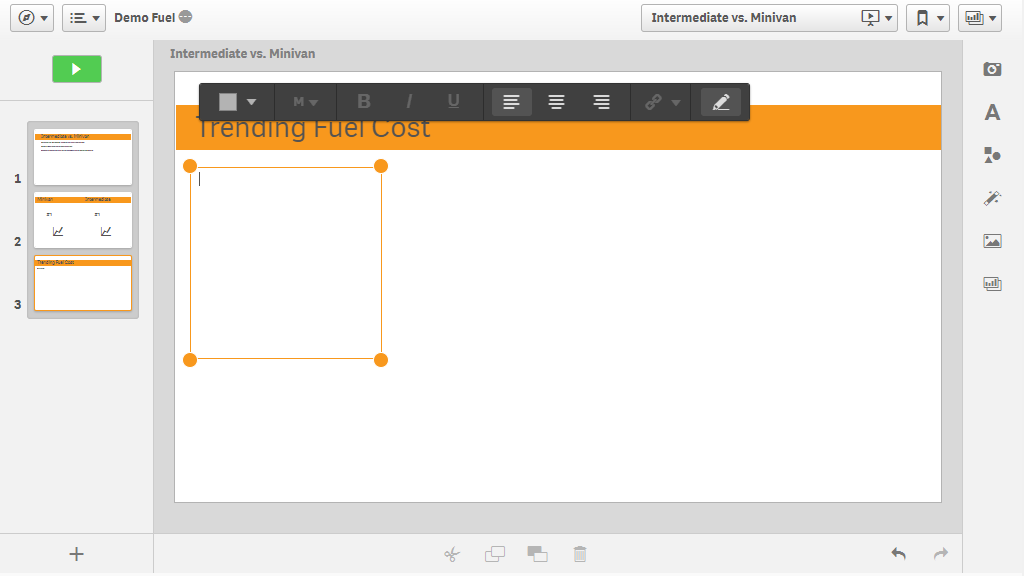 Demo Fuel
Intermediate vs. Minivan
Intermediate vs. Minivan
M
B
I
U
Trending Fuel Cost
A
Intermediate vs. Minivan
1
Minivan
Intermediate
2
Trending Fuel Cost
3